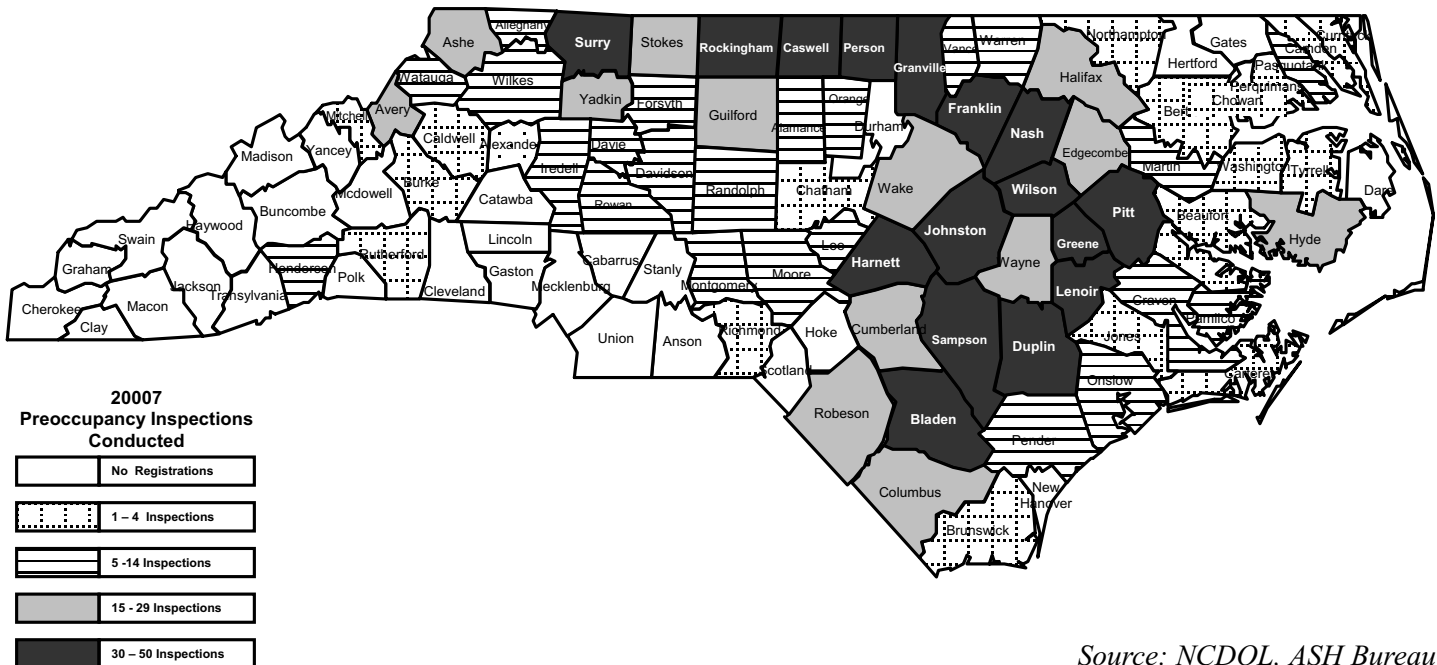 Ashe
Alleghany
Surry
Stokes
Rockingham
Caswell
Person
Granville
Vance
Warren
Northampton
Gates
Hertford
Camden
Currituck
Pasquotank
Perquimans
Chowan
Halifax
Bertie
Watauga
Wilkes
Yadkin
Forsyth
Guilford
Alamance
Orange
Durham
Franklin
Nash
Edgecombe
Martin
Washington
Tyrrell
Dare
Mitchell
Avery
Caldwell
Alexander
Iredell
Davie
Davidson
Randolph
Chatham
Wake
Wilson
Pitt
Beaufort
Hyde
Madison
Yancey
Mcdowell
Burke
Catawba
Rowan
Johnston
Greene
Wayne
Lenoir
Craven
Pamlico
Buncombe
Haywood
Swain
Graham
Cherokee
Clay
Macon
Jackson
Transylvania
Henderson
Polk
Rutherford
Cleveland
Lincoln
Gaston
Mecklenburg
Cabarrus
Stanly
Montgomery
Moore
Lee
Harnett
Union
Anson
Richmond
Hoke
Scotland
Cumberland
Sampson
Duplin
Jones
Onslow
Carteret
Robeson
Bladen
Pender
Columbus
New
Hanover
Brunswick
20007
Preoccupancy Inspections
Conducted
No Registrations
1 – 4 Inspections
5 -14 Inspections
15 - 29 Inspections
30 – 50 Inspections
Source: NCDOL, ASH Bureau